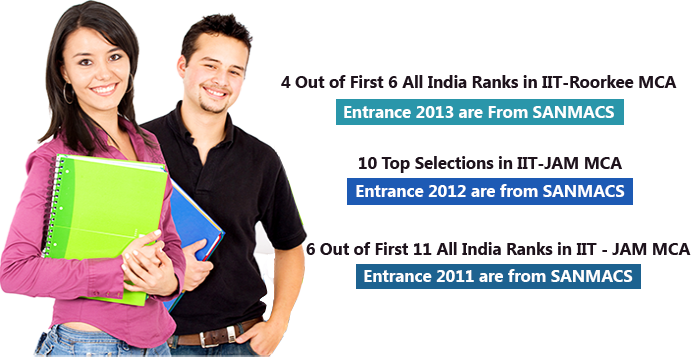 4 Out of First 6 All India Ranks in IIT-Roorkee MCA
Entrance 2013 are From SANMACS
10 Top Selections in IIT-JAM MCA
Entrance 2012 are from SANMACS
6 Out of First 11 All India Ranks in IIT - JAM MCA
Entrance 2011 are from SANMACS